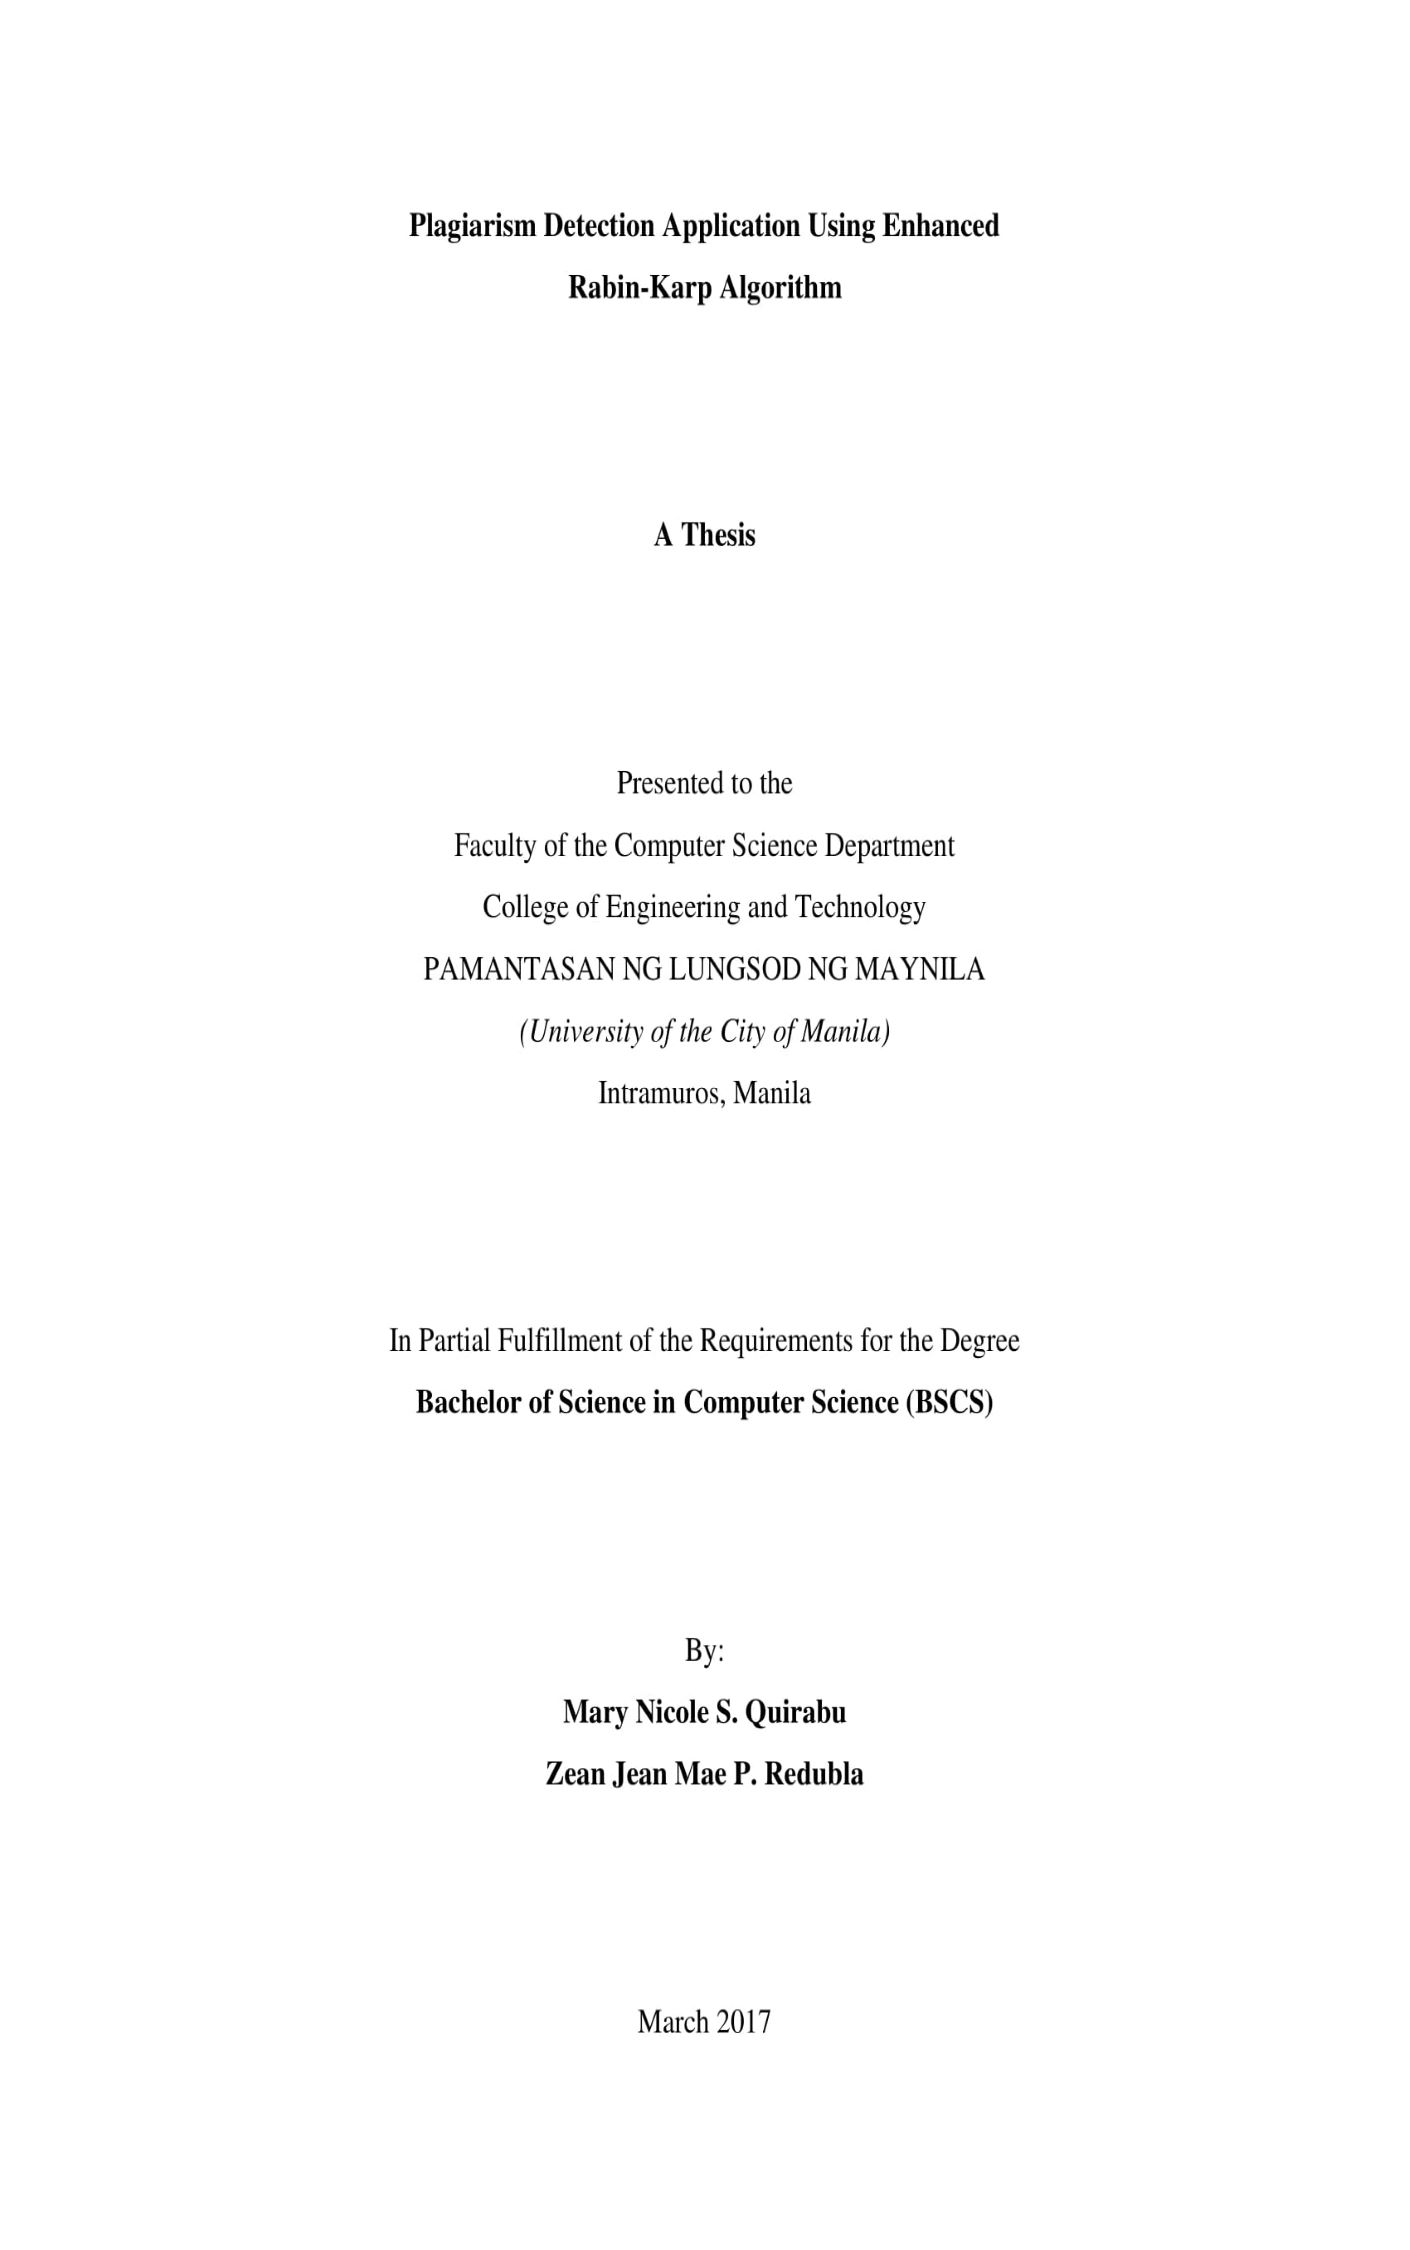 Plagiarism Detection Application Using Enhanced
Rabin-Karp Algorithm
A Thesis
Presented to the
Faculty of the Computer Science Department
College of Engineering and Technology
PAMANTASAN NG LUNGSOD NG MAYNILA
(University of the City of Manila)
Intramuros, Manila
In Partial Fulfillment of the Requirements for the Degree
Bachelor of Science in Computer Science (BSCS)
By:
Mary Nicole S. Quirabu
Zean Jean Mae P. Redubla
March 2017